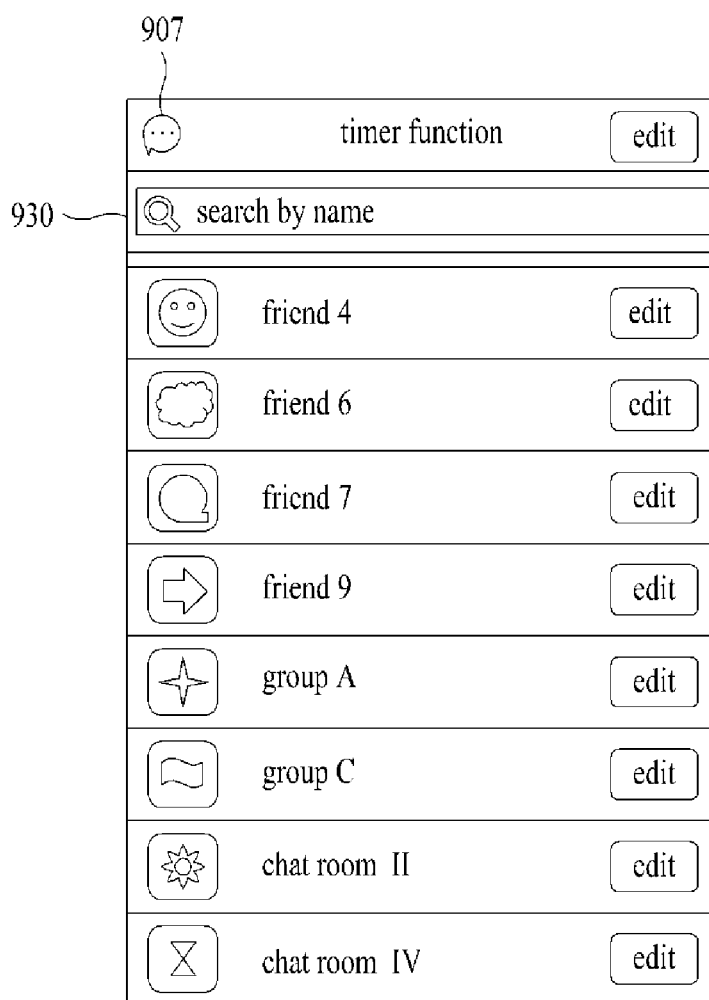 907
timer function edit
930
search by name
friend 4 edit
friend 6 edit
friend 7 edit
friend 9 edit
group A edit
group C edit
chat room II edit
chat room IV edit